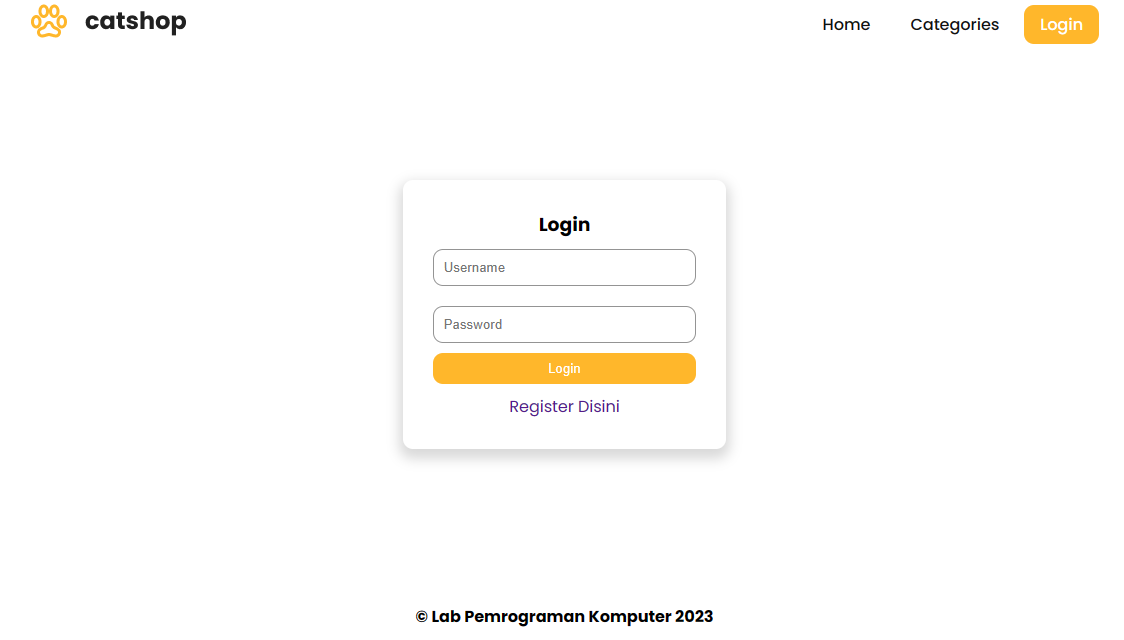 catshop
Home
Categories
Login
Login
Username
Password
Login
Register Disini
© Lab Pemrograman Komputer 2023